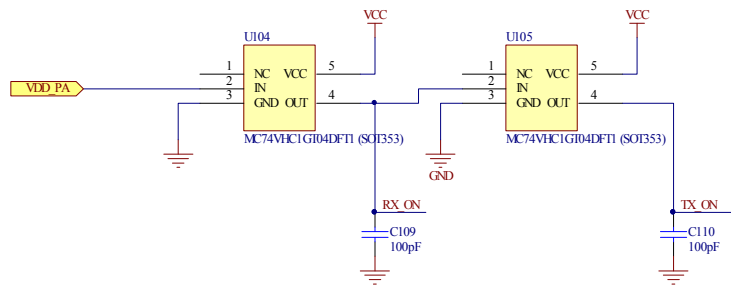 VCC
VCC
U104
U105
1
NC
VCC
5
1
NC
VCC
5
VDD_PA
2
IN
2
IN
3
GND
OUT
4
3
GND
OUT
4
MC74VHC1GT04DFT1 (SOT353)
MC74VHC1GT04DFT1 (SOT353)
GND
RX_ON
TX_ON
C109
100pF
C110
100pF